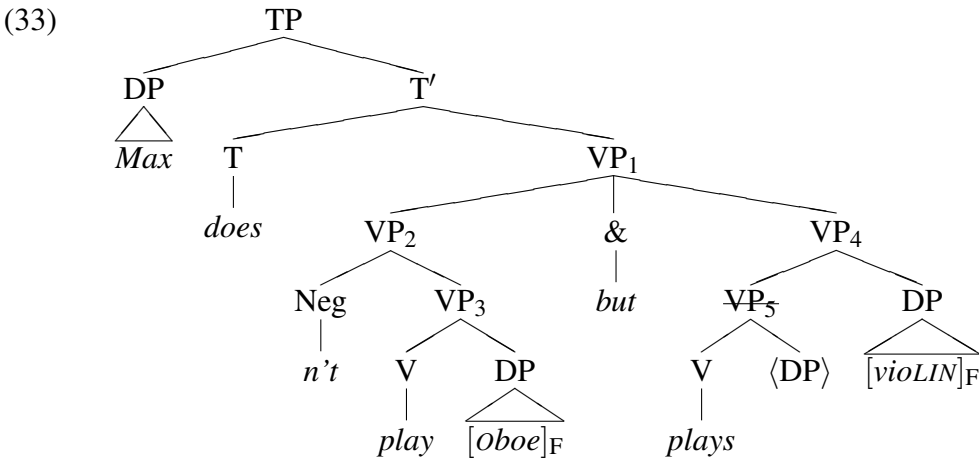 (33) TP
DP T′
Max T VP₁
does VP₂ & VP₄
Neg VP₃ but VP₅ DP
n't V DP V ⟨DP⟩ [vioLIN]F
play [Oboe]F plays